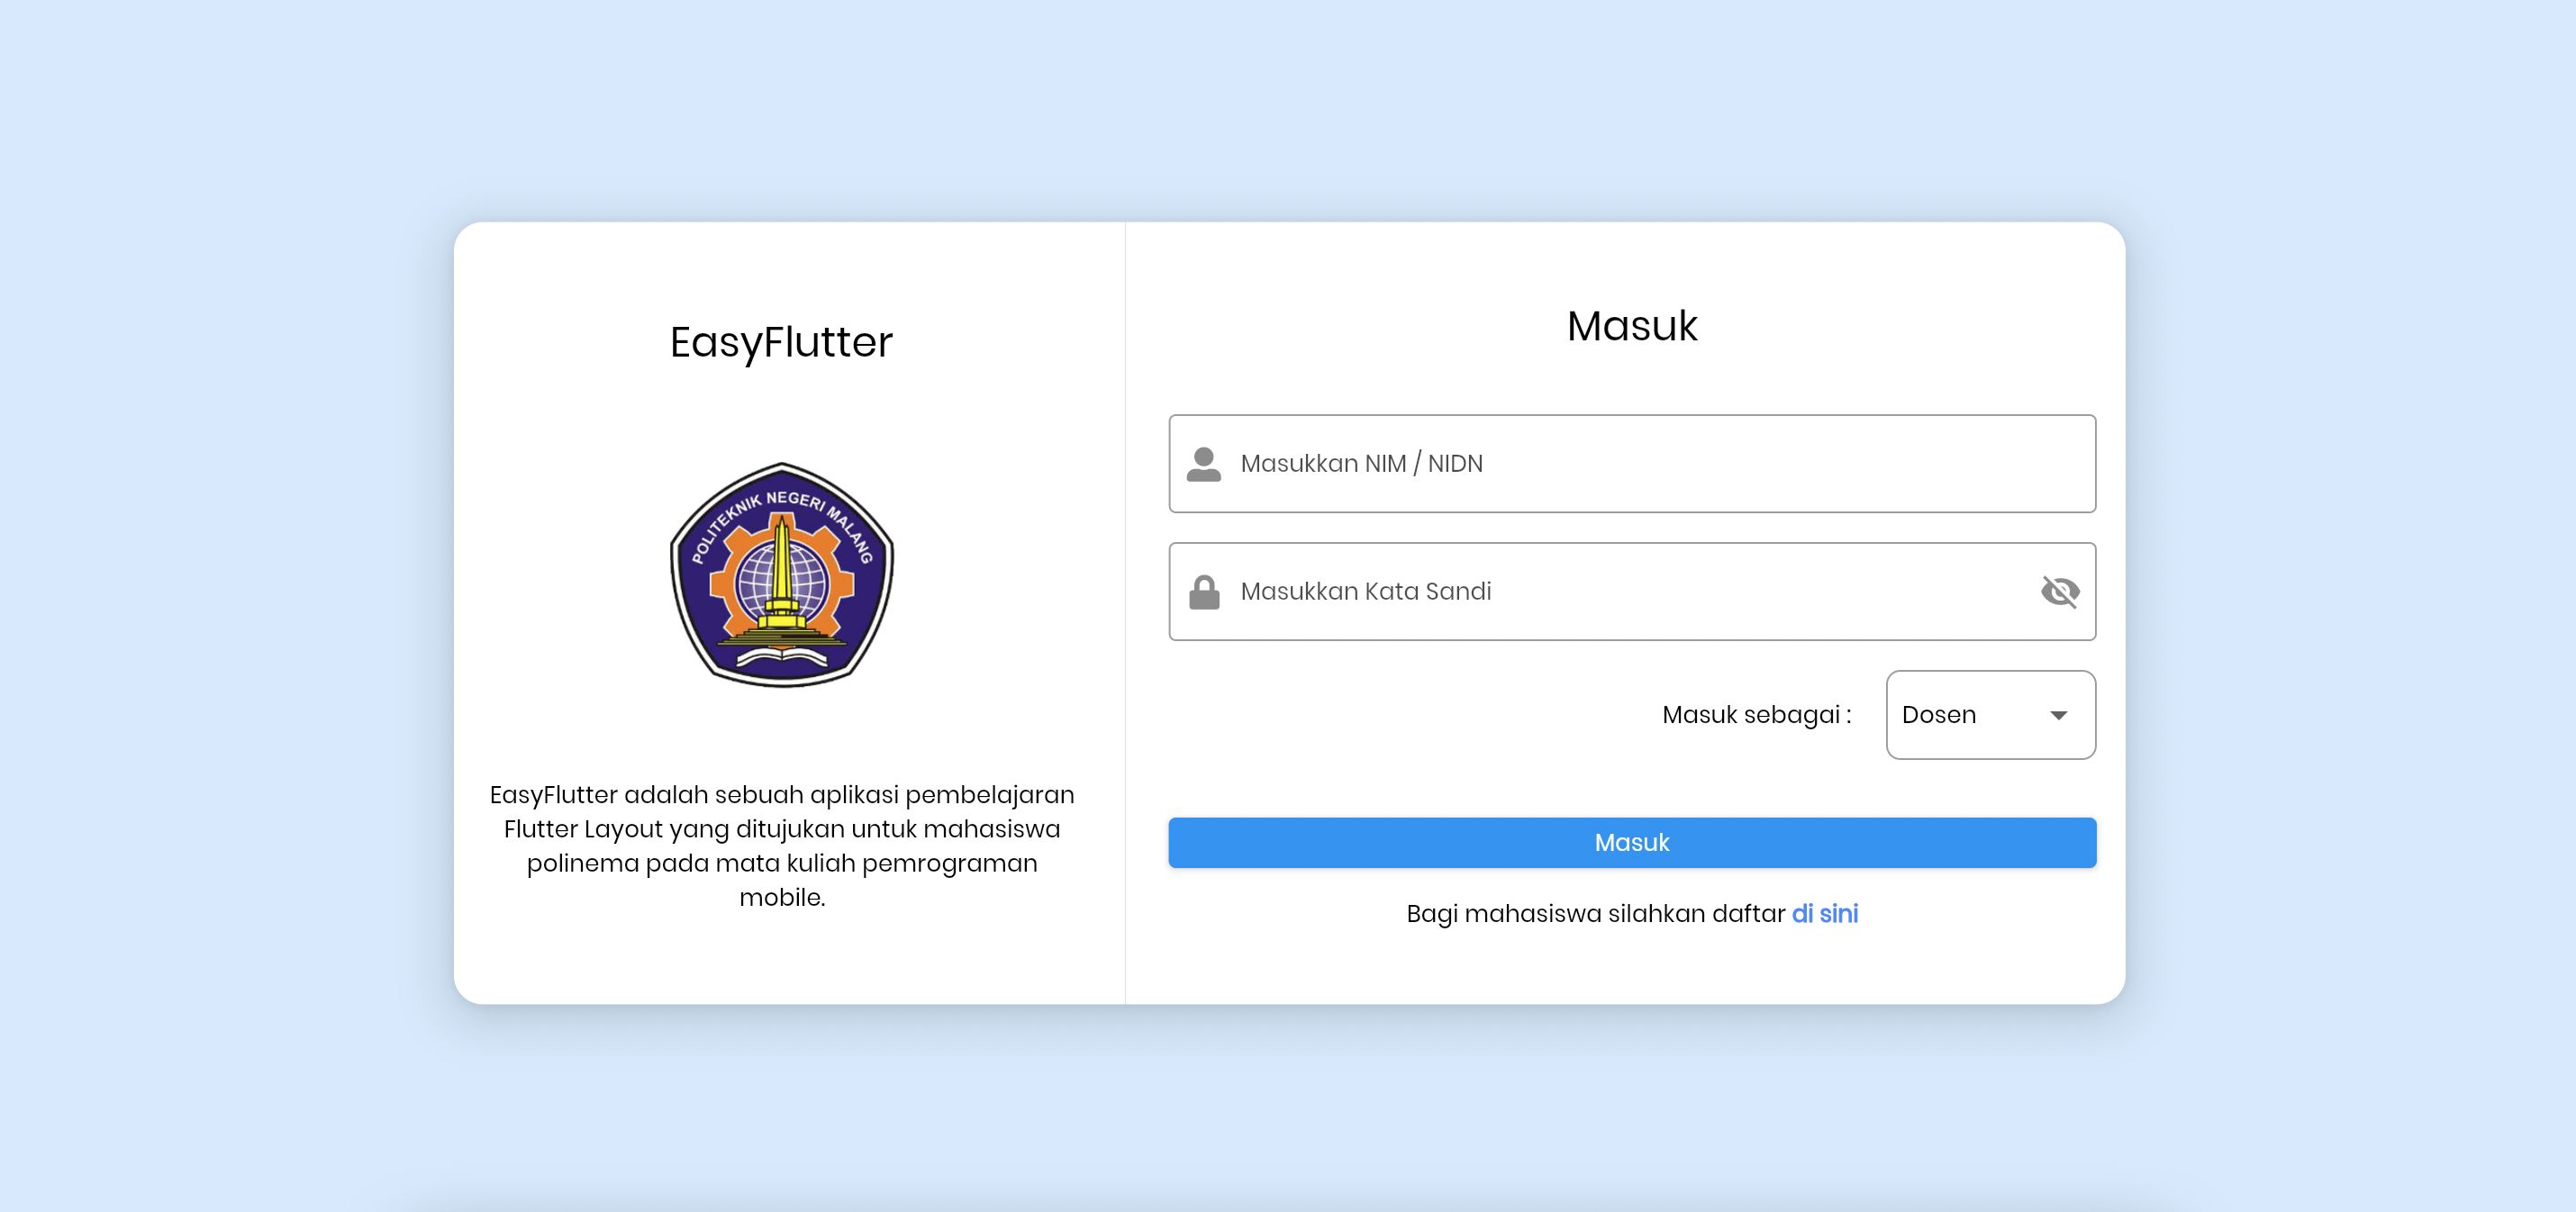 EasyFlutter
POLITEKNIK NEGERI MALANG
EasyFlutter adalah sebuah aplikasi pembelajaran
Flutter Layout yang ditujukan untuk mahasiswa
polinema pada mata kuliah pemrograman
mobile.
Masuk
Masukkan NIM / NIDN
Masukkan Kata Sandi
Masuk sebagai :
Dosen
Masuk
Bagi mahasiswa silahkan daftar di sini